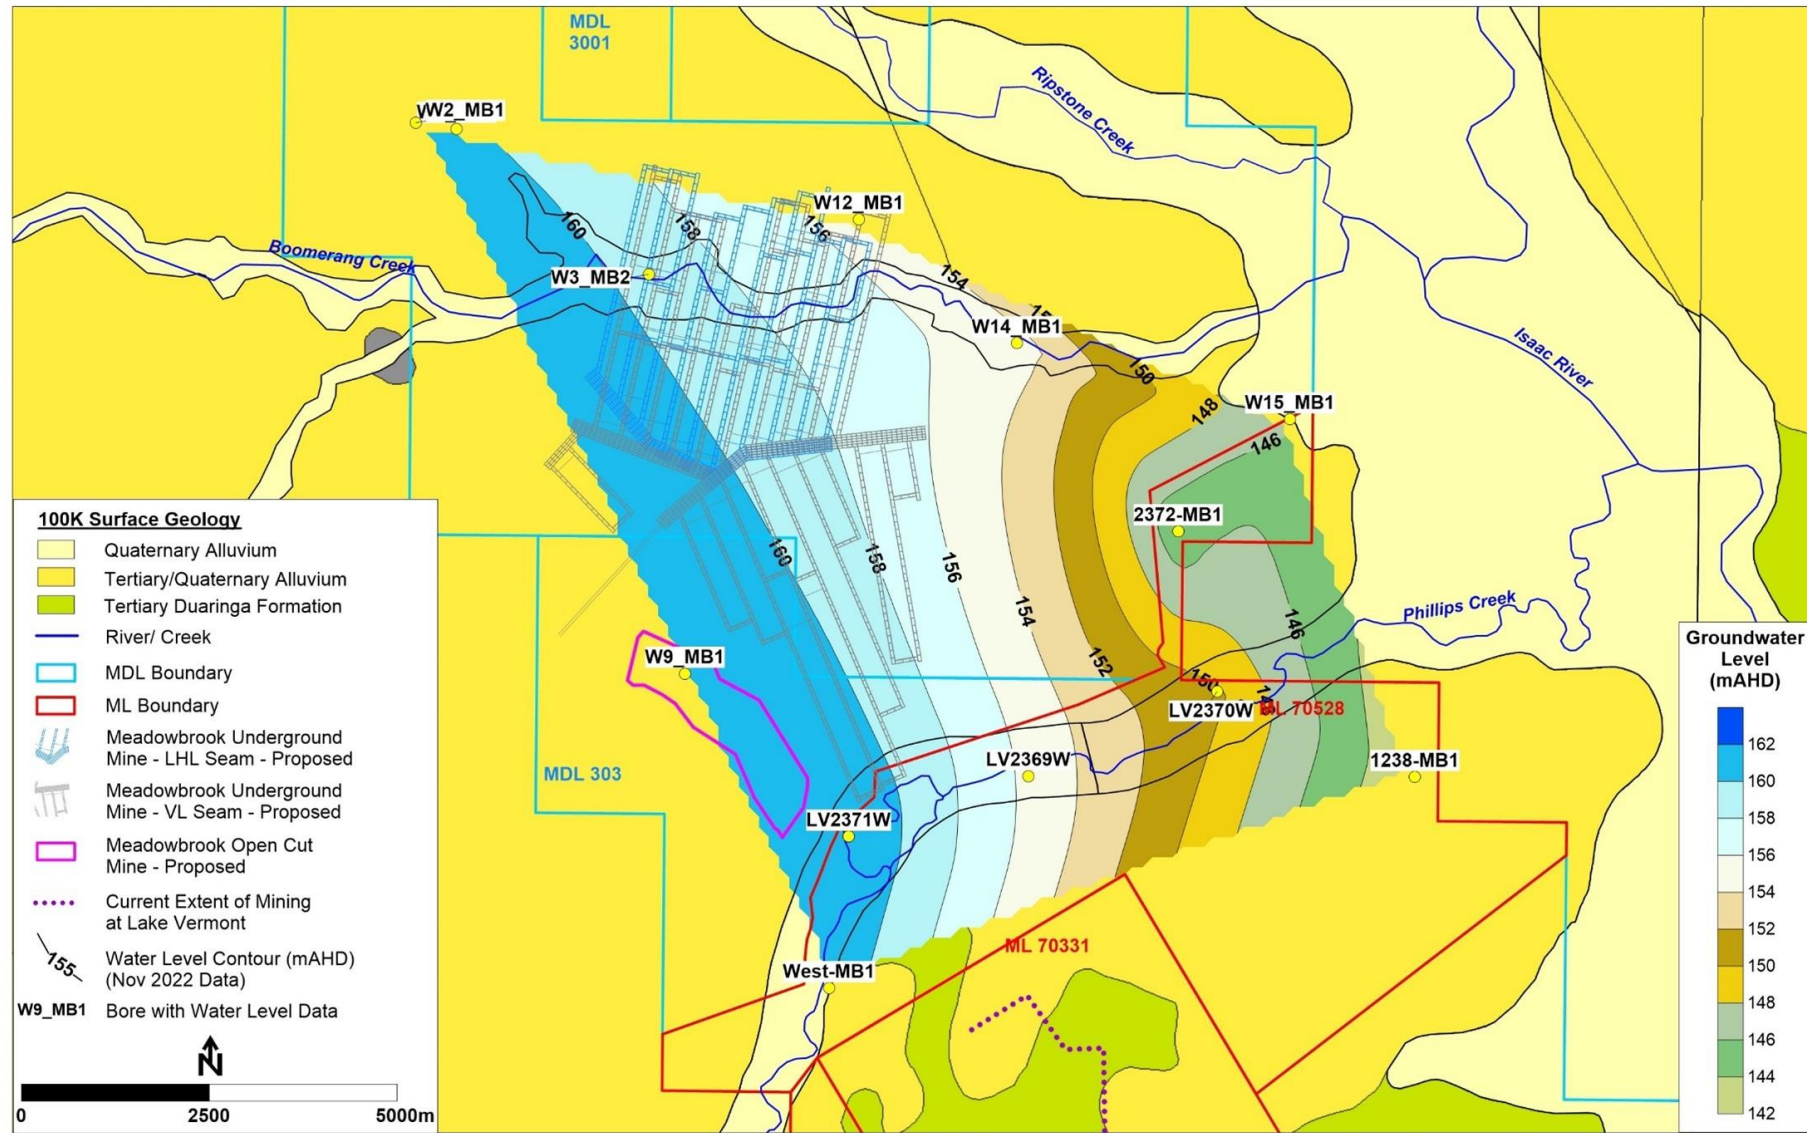 MDL
3001
W2_MB1
Ripstone Creek
W12_MB1
160
158
156
Boomerang Creek
W3_MB2
154
W14_MB1
150
Isaac River
148
W15_MB1
146
2372-MB1
160
158
156
154
146
Phillips Creek
152
W9_MB1
150
LV2370W
ML 70528
LV2369W
1238-MB1
MDL 303
LV2371W
ML 70331
West-MB1
100K Surface Geology
Quaternary Alluvium
Tertiary/Quaternary Alluvium
Tertiary Duaringa Formation
River/ Creek
MDL Boundary
ML Boundary
Meadowbrook Underground
Mine - LHL Seam - Proposed
Meadowbrook Underground
Mine - VL Seam - Proposed
Meadowbrook Open Cut
Mine - Proposed
Current Extent of Mining
at Lake Vermont
155
Water Level Contour (mAHD)
(Nov 2022 Data)
W9_MB1 Bore with Water Level Data
N
0 2500 5000m
Groundwater
Level
(mAHD)
162
160
158
156
154
152
150
148
146
144
142